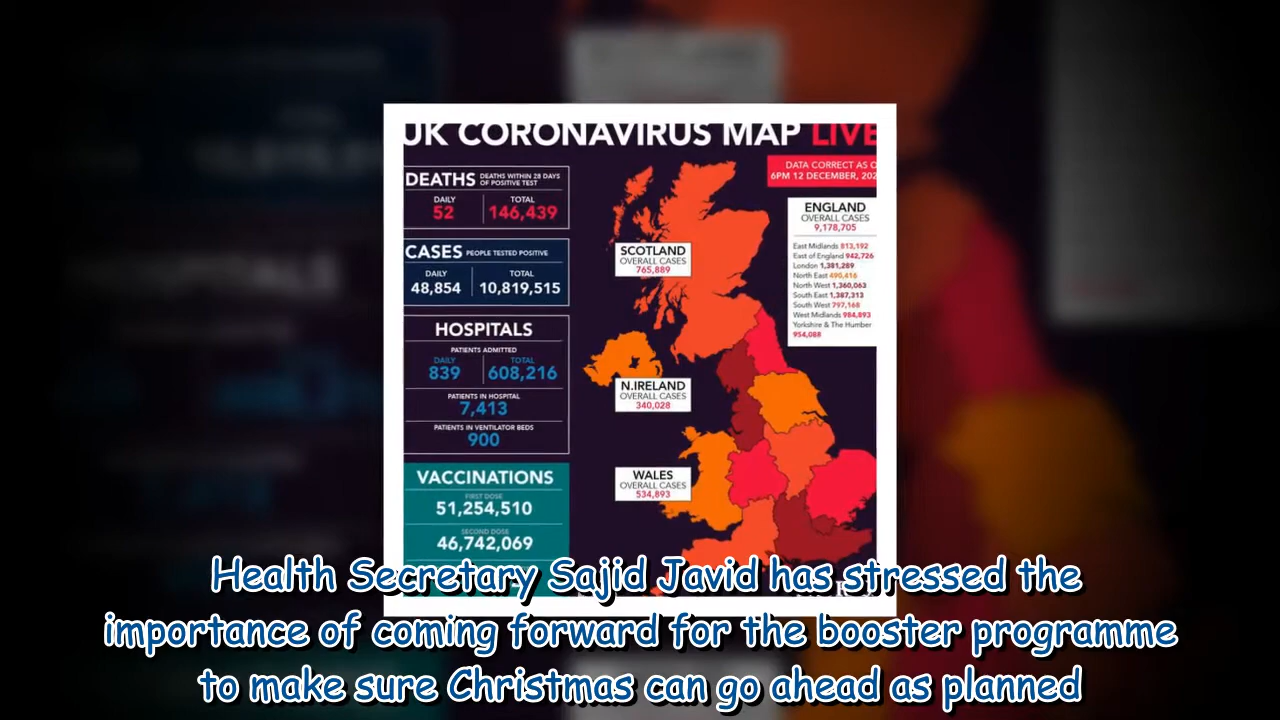 UK CORONAVIRUS MAP LIVE
DATA CORRECT AS O
6PM 12 DECEMBER, 202
DEATHS DEATHS WITHIN 28 DAYS
OF POSITIVE TEST
DAILY TOTAL
52 146,439
CASES PEOPLE TESTED POSITIVE
DAILY TOTAL
48,854 10,819,515
HOSPITALS
PATIENTS ADMITTED
DAILY TOTAL
839 608,216
PATIENTS IN HOSPITAL
7,413
PATIENTS IN VENTILATOR BEDS
900
VACCINATIONS
FIRST DOSE
51,254,510
SECOND DOSE
46,742,069
SCOTLAND
OVERALL CASES
765,889
N.IRELAND
OVERALL CASES
340,028
WALES
OVERALL CASES
534,893
ENGLAND
OVERALL CASES
9,178,705
East Midlands 813,192
East of England 942,726
London 1,381,289
North East 495,416
North West 1,360,063
South East 1,387,313
South West 797,168
West Midlands 984,893
Yorkshire & The Humber
954,088
Health Secretary Sajid Javid has stressed the
importance of coming forward for the booster programme
to make sure Christmas can go ahead as planned